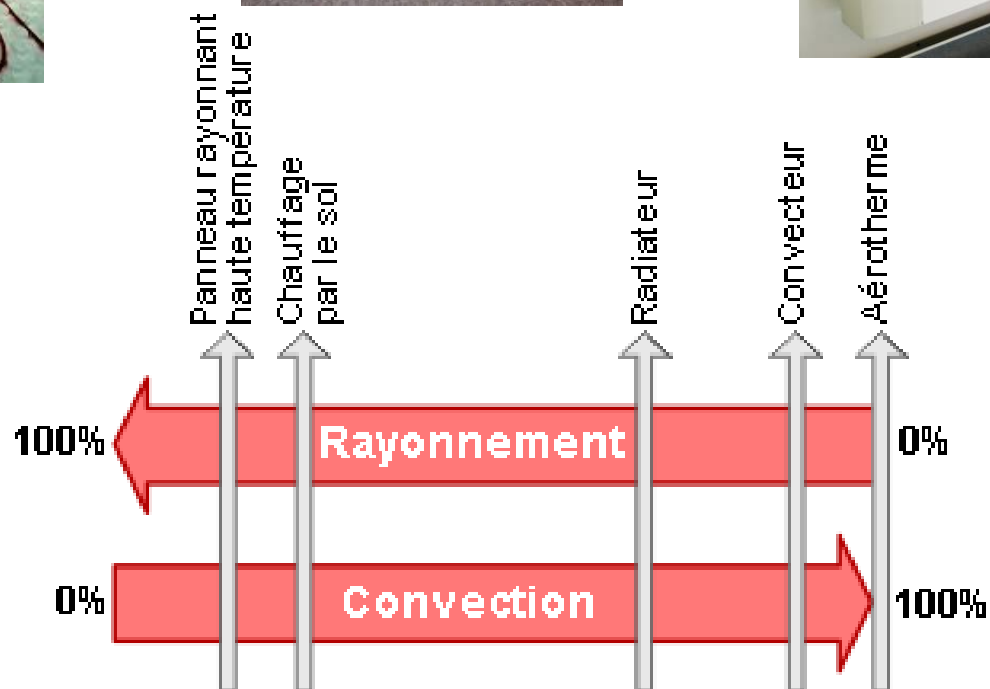 Panneau rayonnant
haute température
Chauffage
par le sol
Radiateur
Convecteur
Aérotherme
100%
Rayonnement
0%
0%
Convection
100%